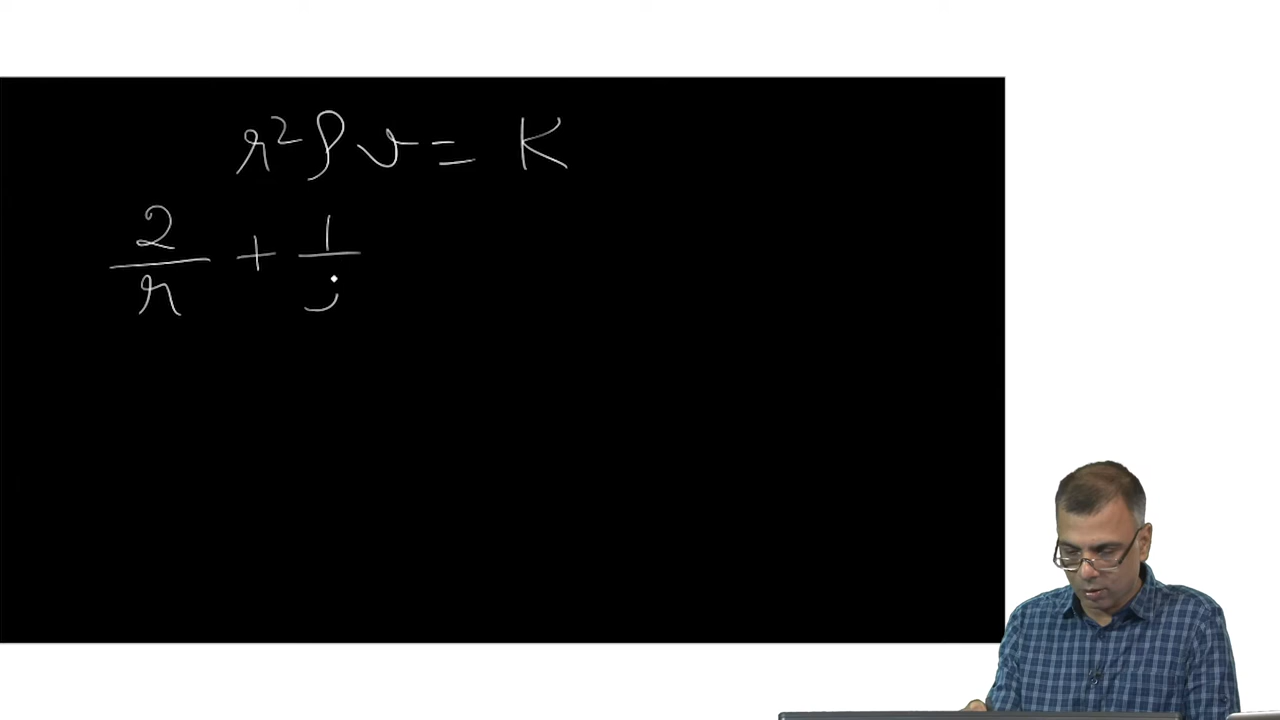 r²ρv = K
2/r + 1/